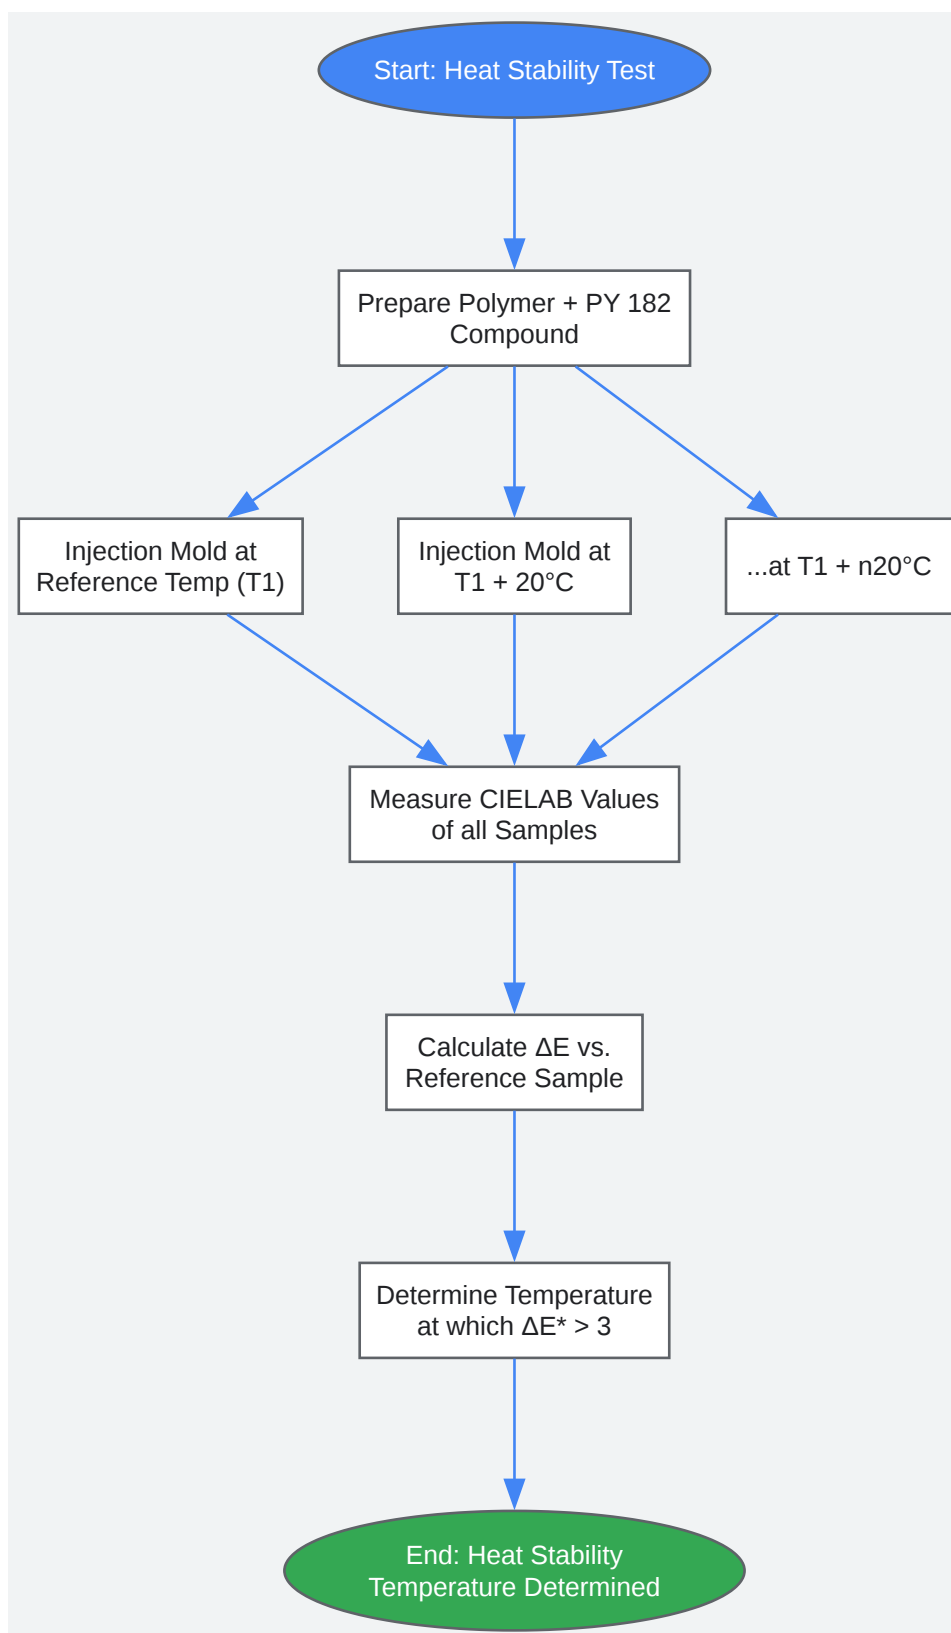 Start: Heat Stability Test
Prepare Polymer + PY 182
Compound
Injection Mold at
Reference Temp (T1)
Injection Mold at
T1 + 20°C
...at T1 + n20°C
Measure CIELAB Values
of all Samples
Calculate ΔE vs.
Reference Sample
Determine Temperature
at which ΔE* > 3
End: Heat Stability
Temperature Determined